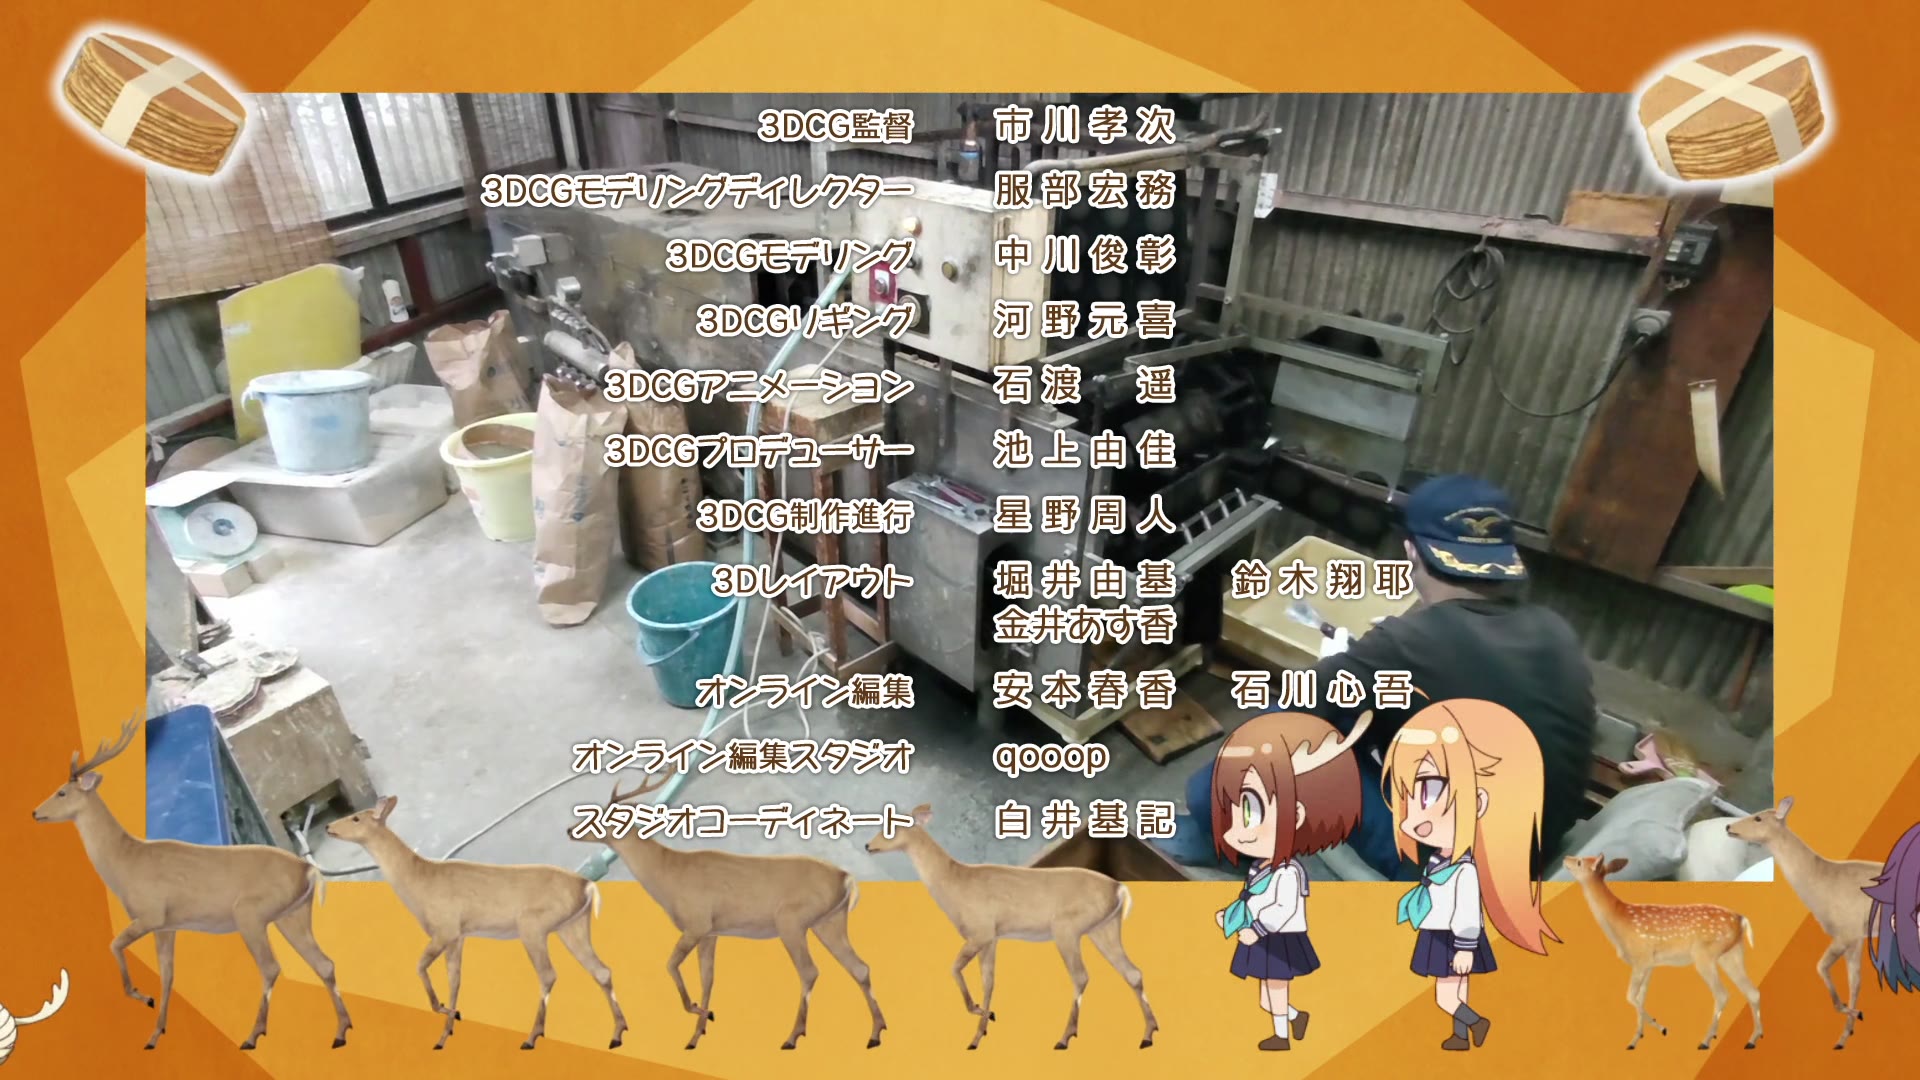 3DCG監督 市川孝次
3DCGモデリングディレクター 服部宏務
3DCGモデリング 中川俊彰
3DCGリギング 河野元喜
3DCGアニメーション 石渡 遥
3DCGプロデューサー 池上由佳
3DCG制作進行 星野周人
3Dレイアウト 堀井由基 鈴木翔耶
金井あす香
オンライン編集 安本春香 石川心吾
オンライン編集スタジオ qooop
スタジオコーディネート 白井基記